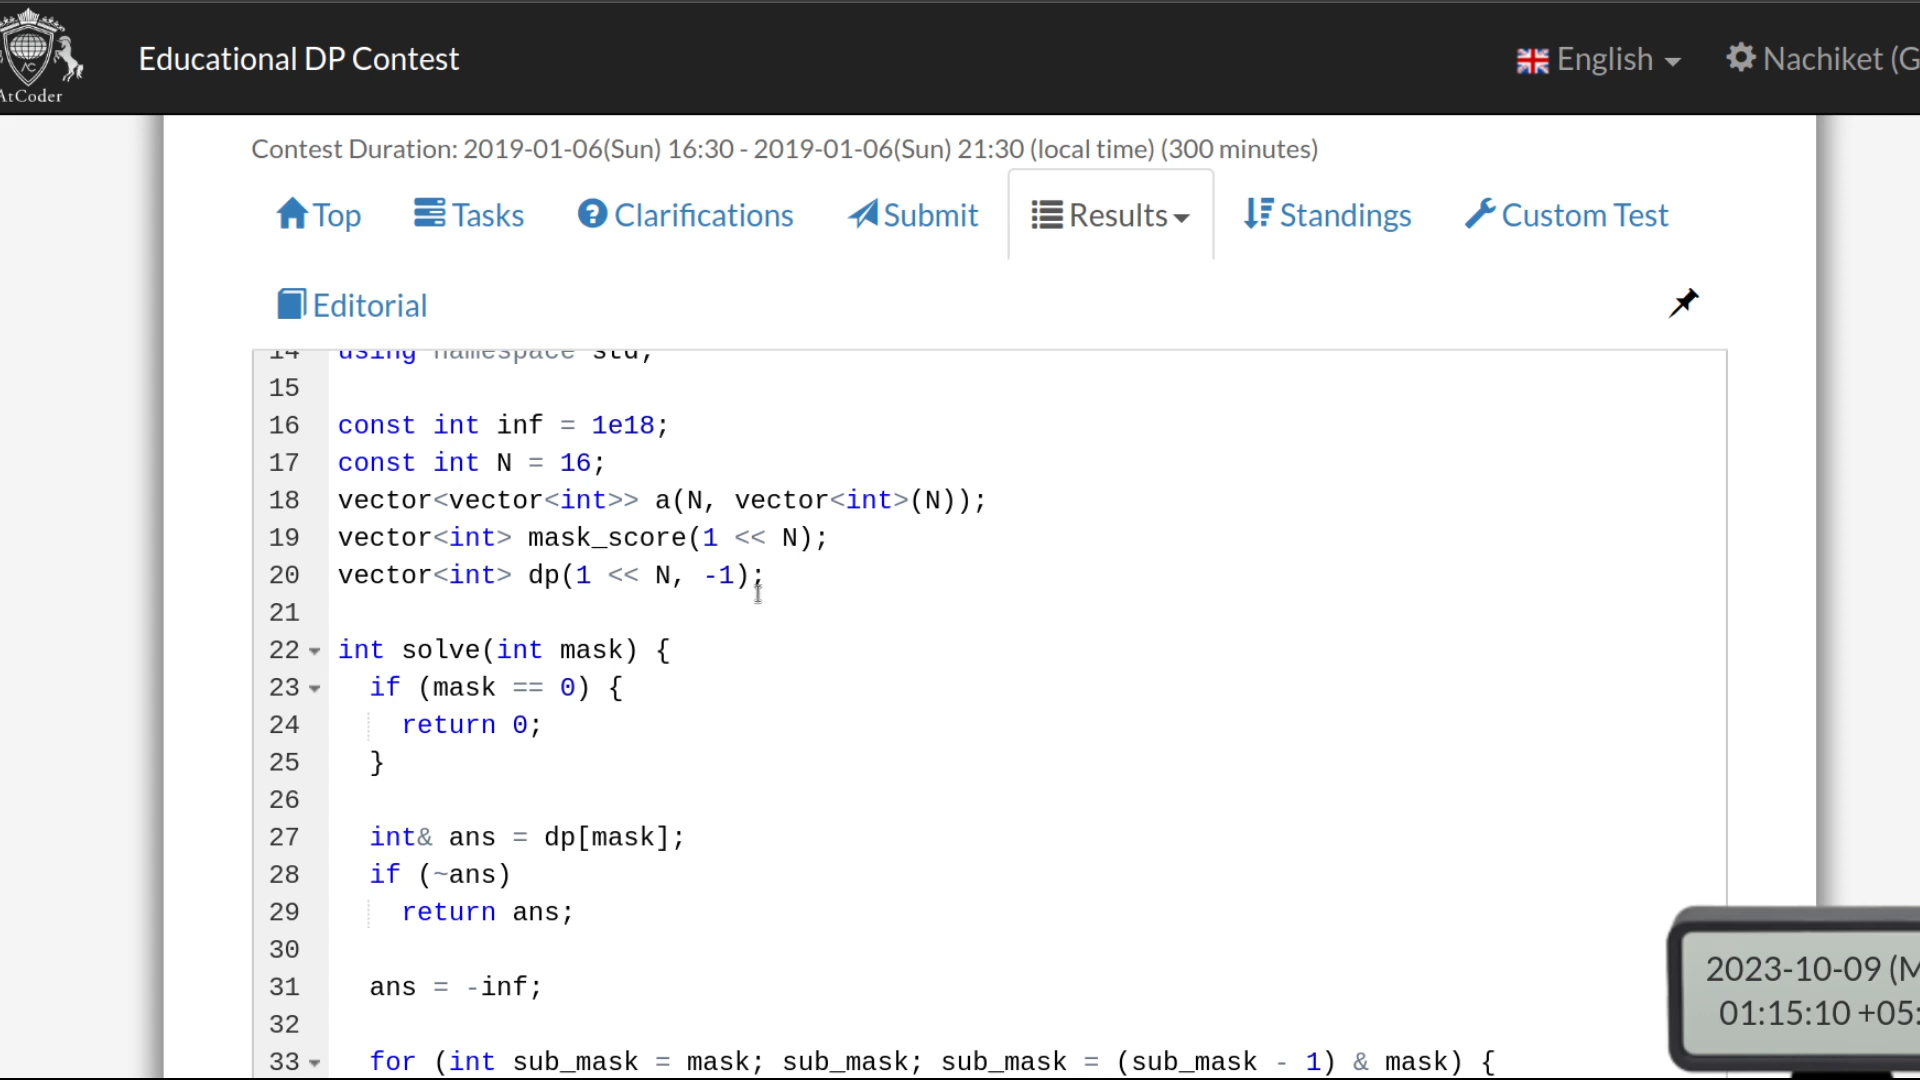 AC
AtCoder
Educational DP Contest
English
Nachiket (G
Contest Duration: 2019-01-06(Sun) 16:30 - 2019-01-06(Sun) 21:30 (local time) (300 minutes)
Top
Tasks
Clarifications
Submit
Results
Standings
Custom Test
Editorial
14 using namespace std;
15
16 const int inf = 1e18;
17 const int N = 16;
18 vector<vector<int>> a(N, vector<int>(N));
19 vector<int> mask_score(1 << N);
20 vector<int> dp(1 << N, -1);
21
22 int solve(int mask) {
23 if (mask == 0) {
24 return 0;
25 }
26
27 int& ans = dp[mask];
28 if (~ans)
29 return ans;
30
31 ans = -inf;
32
33 for (int sub_mask = mask; sub_mask; sub_mask = (sub_mask - 1) & mask) {
2023-10-09 (M
01:15:10 +05: